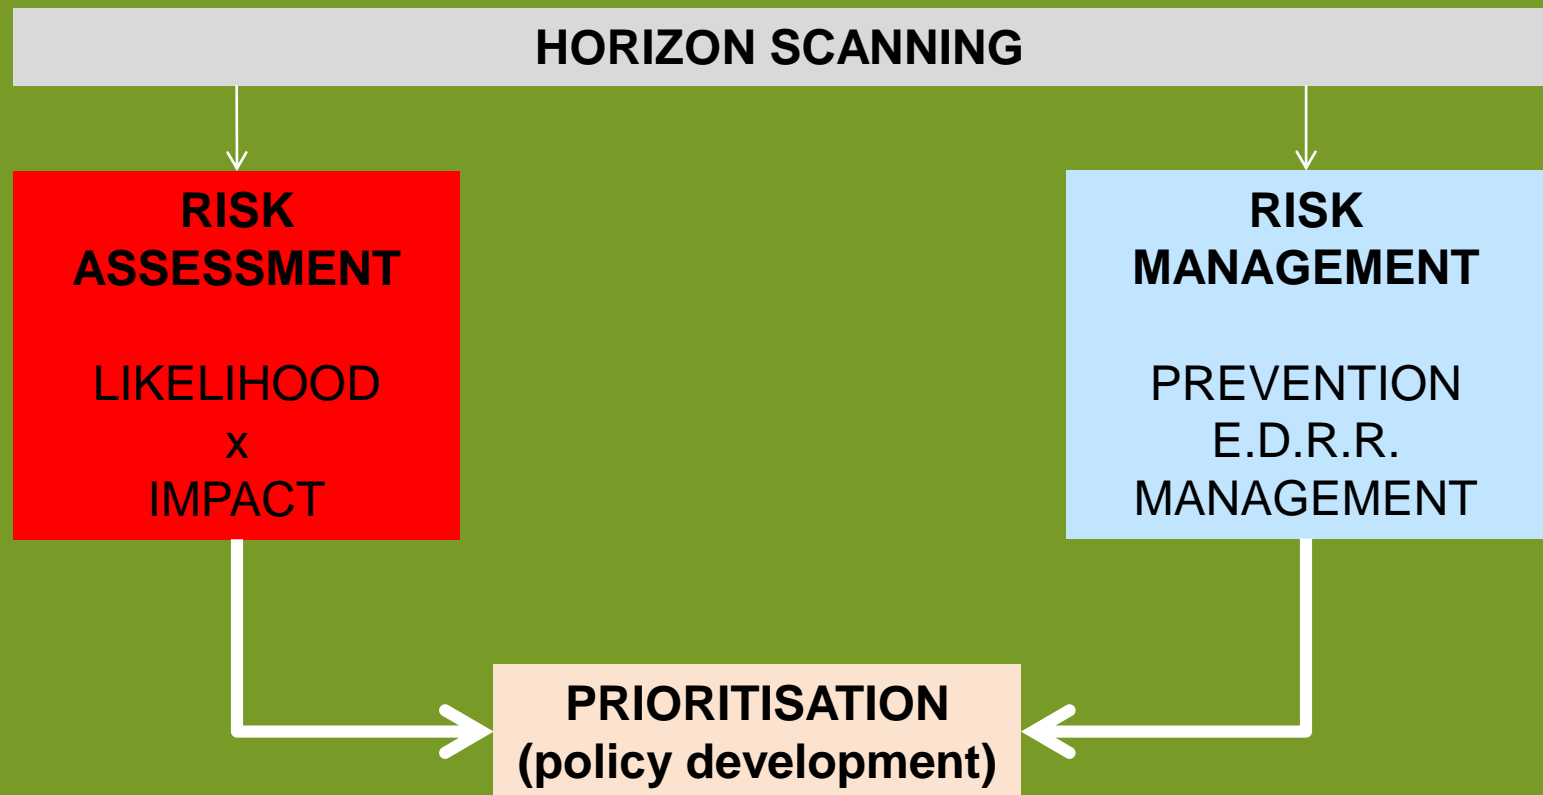 HORIZON SCANNING
RISK
ASSESSMENT
LIKELIHOOD
x
IMPACT
RISK
MANAGEMENT
PREVENTION
E.D.R.R.
MANAGEMENT
PRIORITISATION
(policy development)